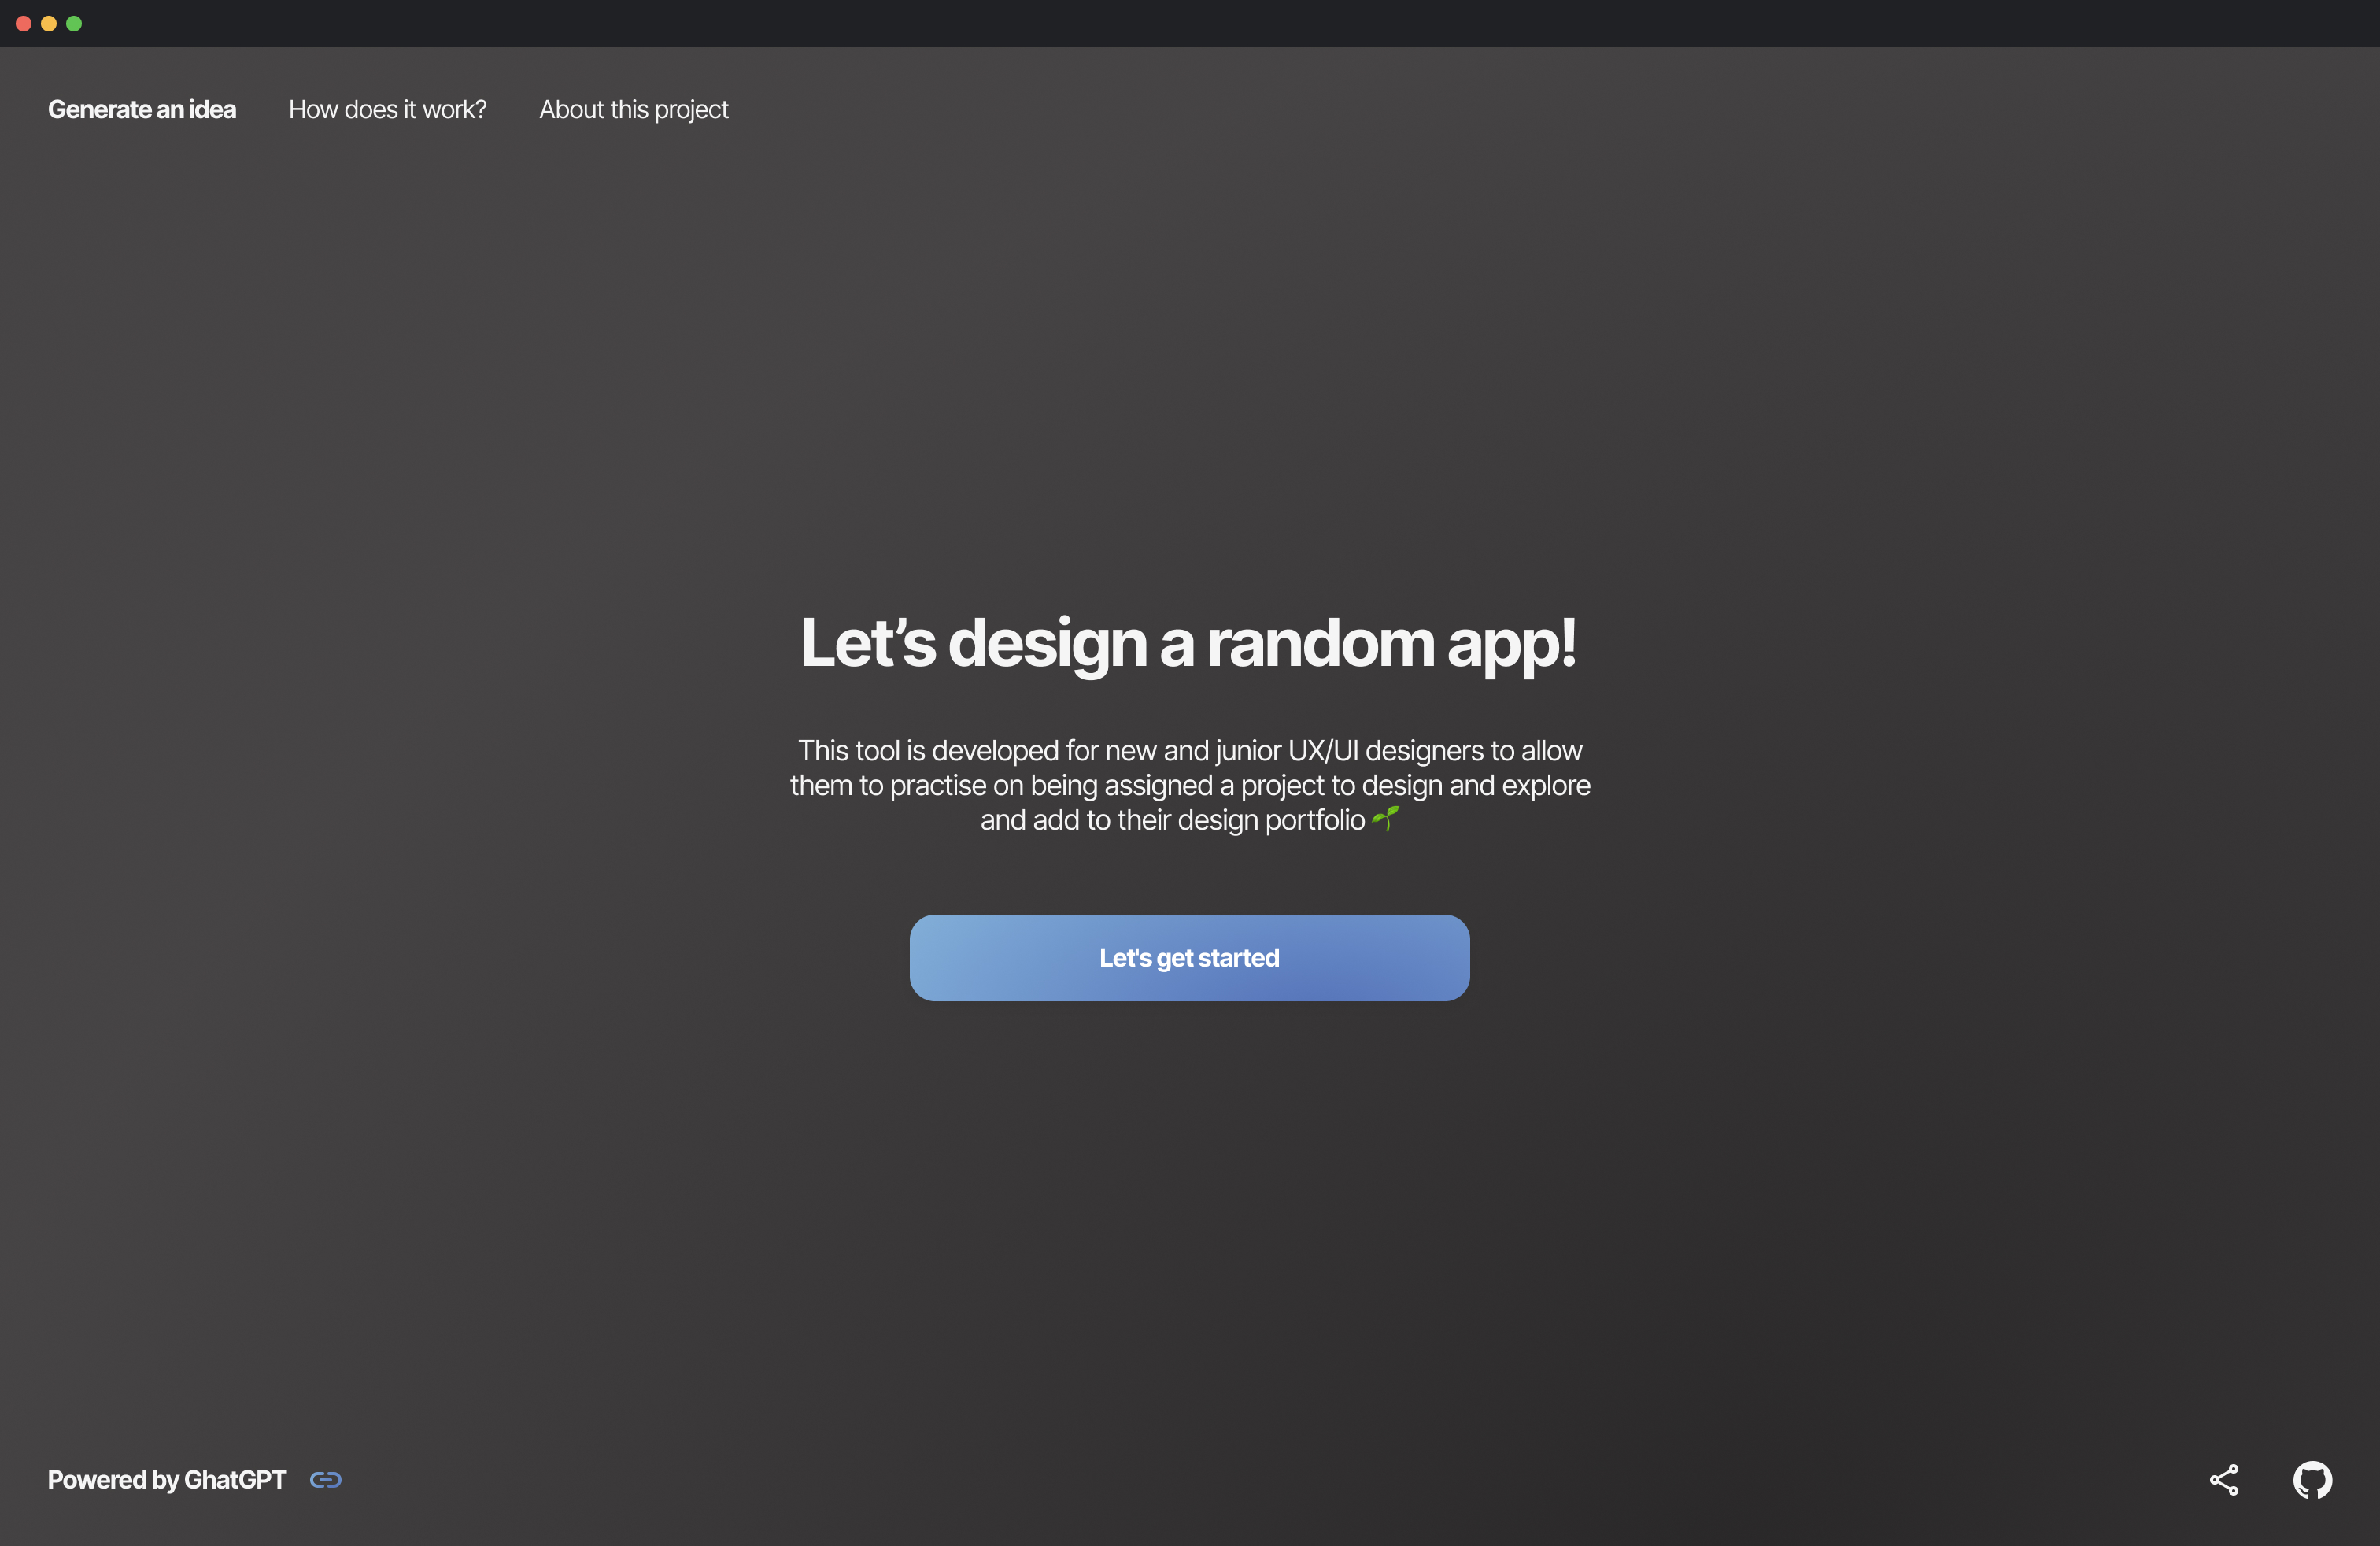 Generate an idea How does it work? About this project
Let’s design a random app!
This tool is developed for new and junior UX/UI designers to allow
them to practise on being assigned a project to design and explore
and add to their design portfolio 🌱
Let's get started
Powered by GhatGPT